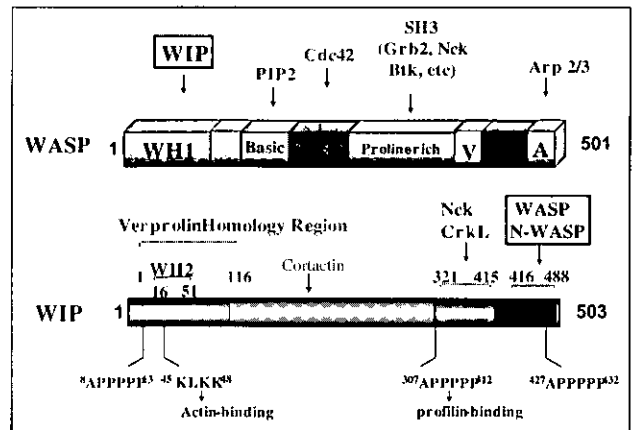 SH3
WIP Cdc42 (Grb2, Nck
PIP2 Btk, etc) Arp 2/3
WASP 1 WH1 Basic Proline rich V A 501
Nck WASP
VerprolinHomology Region CrkL N-WASP
1 WH2 116 Cortactin 321 415 416 488
16 51
WIP 1 503
⁸APPPPP¹³ ⁴⁵KLKK⁴⁸ ³⁰⁷APPPPP³¹² ⁴²⁷APPPPP⁴³²
Actin-binding profilin-binding